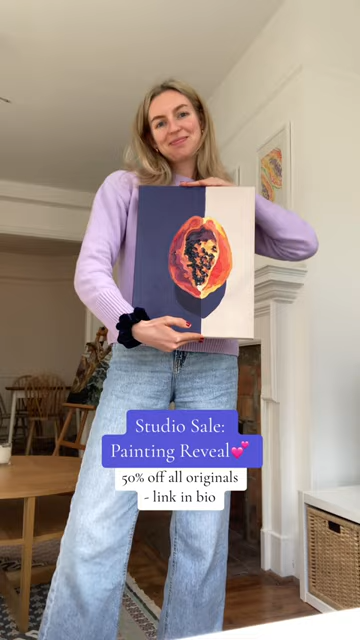 Studio Sale:
Painting Reveal💕
50% off all originals
- link in bio